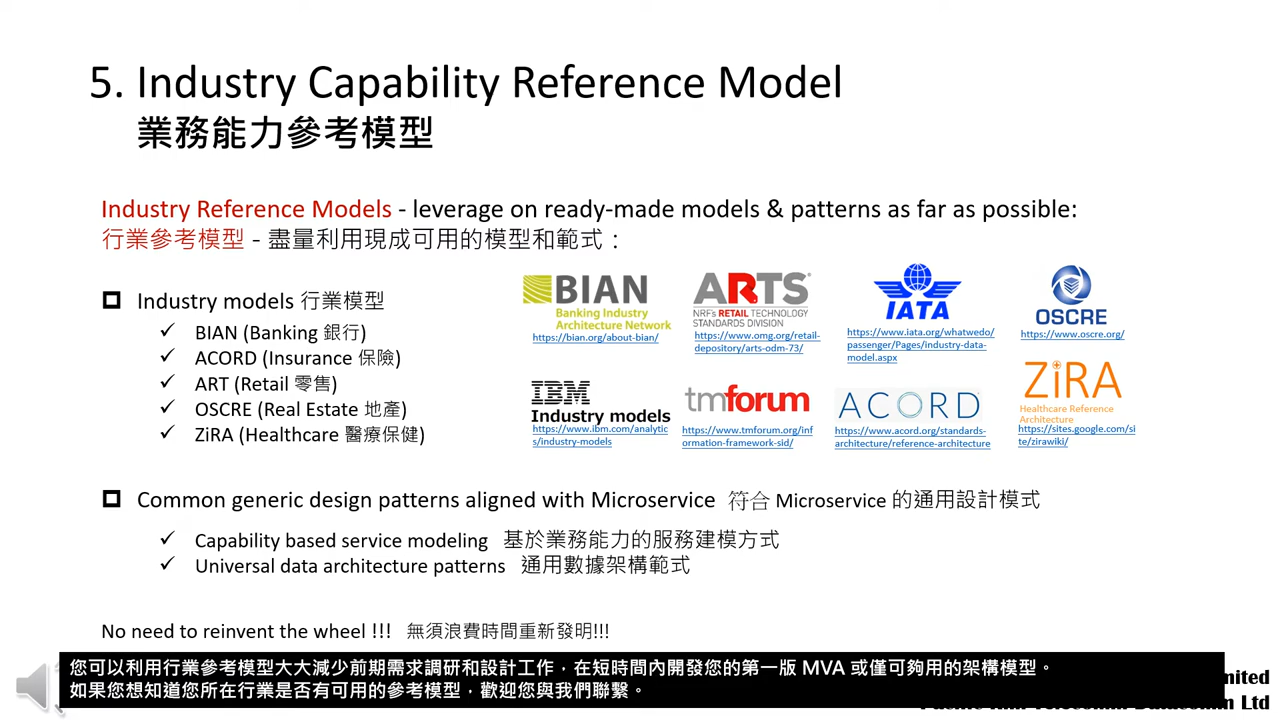 5. Industry Capability Reference Model
業務能力參考模型
Industry Reference Models - leverage on ready-made models & patterns as far as possible:
行業參考模型 - 盡量利用現成可用的模型和範式：
Industry models 行業模型
BIAN (Banking 銀行)
ACORD (Insurance 保險)
ART (Retail 零售)
OSCRE (Real Estate 地產)
ZiRA (Healthcare 醫療保健)
BIAN
Banking Industry
Architecture Network
https://bian.org/about-bian/
ARTS
NRF's RETAIL TECHNOLOGY
STANDARDS DIVISION
https://www.omg.org/retail-
depository/arts-odm-73/
IATA
https://www.iata.org/whatwedo/
passenger/Pages/industry-data-
model.aspx
OSCRE
https://www.oscre.org/
IBM
Industry models
https://www.ibm.com/analytic
s/industry-models
tmforum
https://www.tmforum.org/inf
ormation-framework-sid/
ACORD
https://www.acord.org/standards-
architecture/reference-architecture
ZiRA
Healthcare Reference
Architecture
https://sites.google.com/si
te/zirawiki/
Common generic design patterns aligned with Microservice 符合 Microservice 的通用設計模式
Capability based service modeling 基於業務能力的服務建模方式
Universal data architecture patterns 通用數據架構範式
No need to reinvent the wheel !!! 無須浪費時間重新發明!!!
您可以利用行業參考模型大大減少前期需求調研和設計工作，在短時間內開發您的第一版 MVA 或僅可夠用的架構模型。
如果您想知道您所在行業是否有可用的參考模型，歡迎您與我們聯繫。